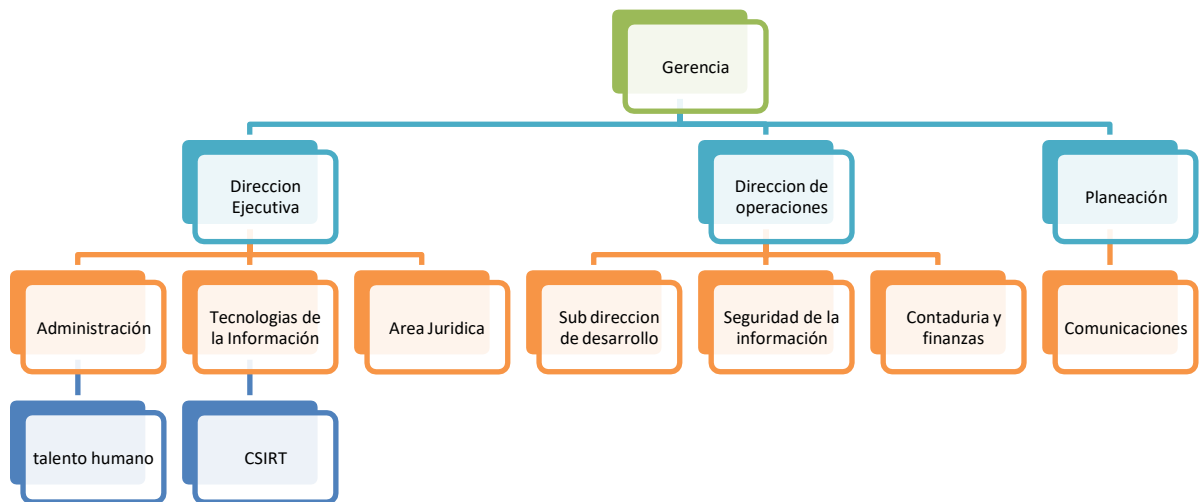 Gerencia
Direccion
Ejecutiva
Direccion de
operaciones
Planeación
Administración
Tecnologias de
la Información
Area Juridica
Sub direccion
de desarrollo
Seguridad de la
información
Contaduria y
finanzas
Comunicaciones
talento humano
CSIRT